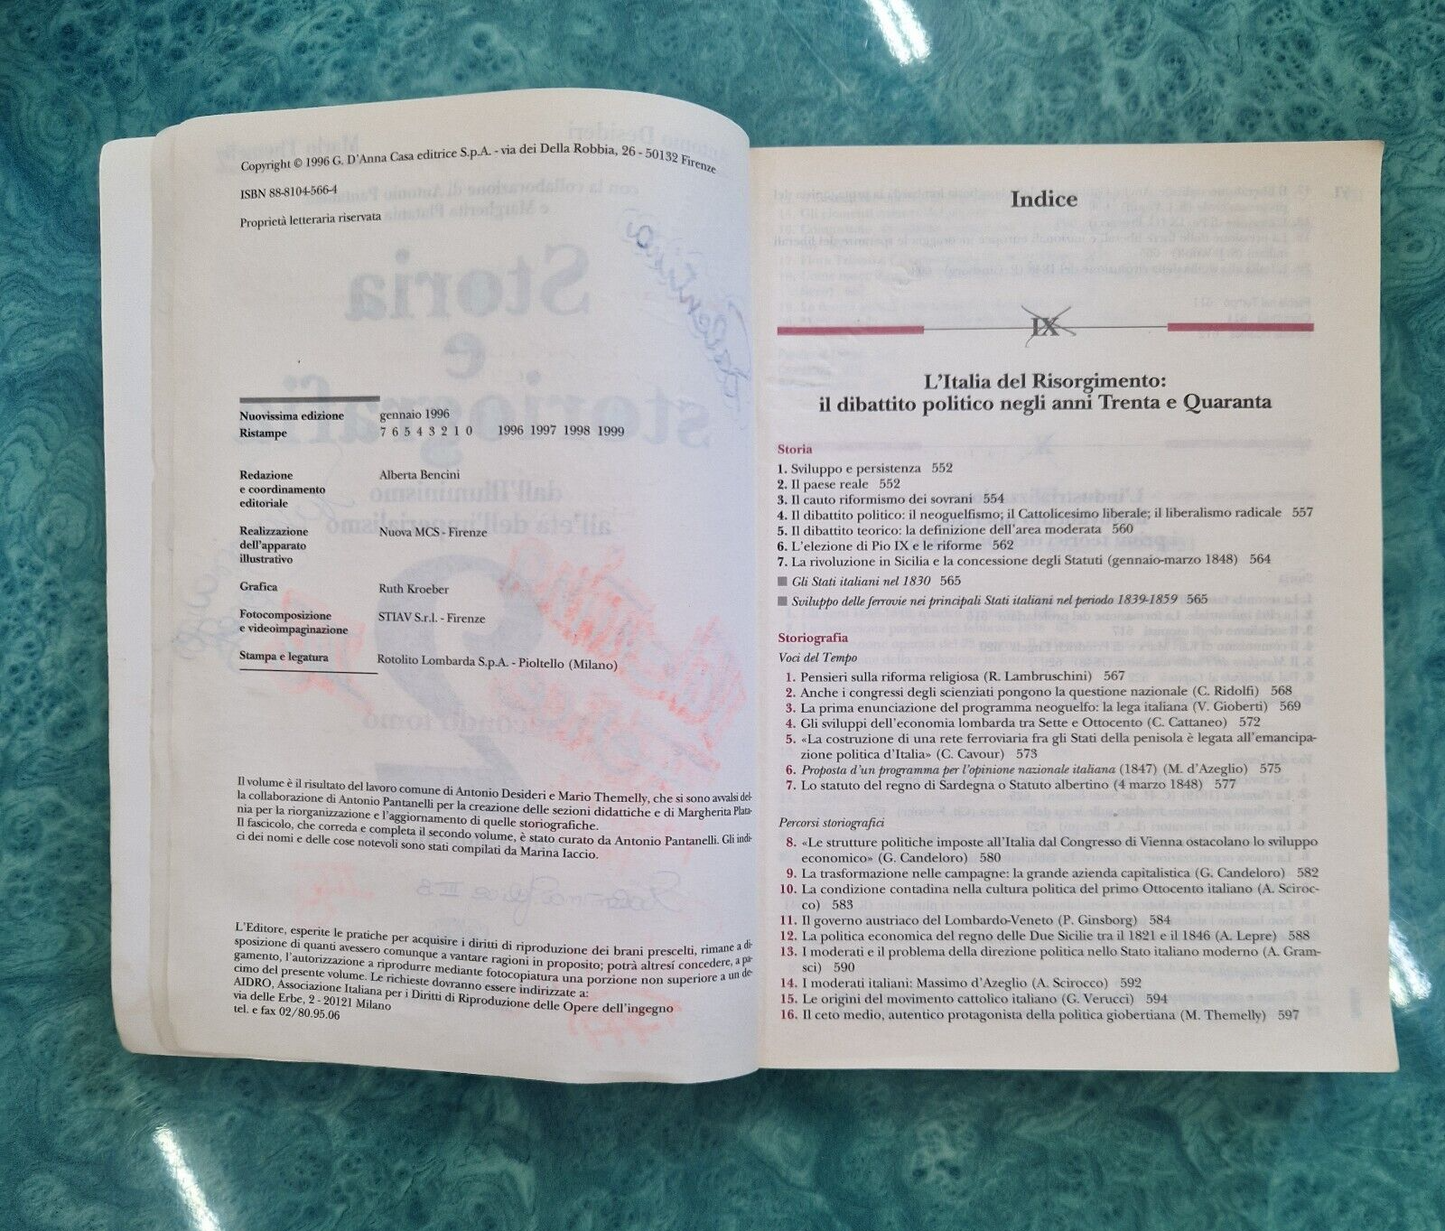 Copyright © 1996 G. D'Anna Casa editrice S.p.A. - via dei Della Robbia, 26 - 50132 Firenze
ISBN 88-8104-566-4
Proprietà letteraria riservata
Nuovissima edizione gennaio 1996
Ristampe 7 6 5 4 3 2 1 0 1996 1997 1998 1999
Redazione Alberta Bencini
e coordinamento
editoriale
Realizzazione Nuova MCS - Firenze
dell'apparato
illustrativo
Grafica Ruth Kroeber
Fotocomposizione STIAV S.r.l. - Firenze
e videoimpaginazione
Stampa e legatura Rotolito Lombarda S.p.A. - Pioltello (Milano)
Il volume è il risultato del lavoro comune di Antonio Desideri e Mario Themelly, che si sono avvalsi del-
la collaborazione di Antonio Pantanelli per la creazione delle sezioni didattiche e di Margherita Plata-
nia per la riorganizzazione e l'aggiornamento di quelle storiografiche.
Il fascicolo, che correda e completa il secondo volume, è stato curato da Antonio Pantanelli. Gli indi-
ci dei nomi e delle cose notevoli sono stati compilati da Marina Iaccio.
L'Editore, esperite le pratiche per acquisire i diritti di riproduzione dei brani prescelti, rimane a di-
sposizione di quanti avessero comunque a vantare ragioni in proposito; potrà altresí concedere, a pa-
gamento, l'autorizzazione a riprodurre mediante fotocopiatura una porzione non superiore a un de-
cimo del presente volume. Le richieste dovranno essere indirizzate a:
AIDRO, Associazione Italiana per i Diritti di Riproduzione delle Opere dell'ingegno
via delle Erbe, 2 - 20121 Milano
tel. e fax 02/80.95.06
Indice
IX
L'Italia del Risorgimento:
il dibattito politico negli anni Trenta e Quaranta
Storia
1. Sviluppo e persistenza 552
2. Il paese reale 552
3. Il cauto riformismo dei sovrani 554
4. Il dibattito politico: il neoguelfismo; il Cattolicesimo liberale; il liberalismo radicale 557
5. Il dibattito teorico: la definizione dell'area moderata 560
6. L'elezione di Pio IX e le riforme 562
7. La rivoluzione in Sicilia e la concessione degli Statuti (gennaio-marzo 1848) 564
■ Gli Stati italiani nel 1830 565
■ Sviluppo delle ferrovie nei principali Stati italiani nel periodo 1839-1859 565
Storiografia
Voci del Tempo
1. Pensieri sulla riforma religiosa (R. Lambruschini) 567
2. Anche i congressi degli scienziati pongono la questione nazionale (C. Ridolfi) 568
3. La prima enunciazione del programma neoguelfo: la lega italiana (V. Gioberti) 569
4. Gli sviluppi dell'economia lombarda tra Sette e Ottocento (C. Cattaneo) 572
5. «La costruzione di una rete ferroviaria fra gli Stati della penisola è legata all'emancipa-
zione politica d'Italia» (C. Cavour) 573
6. Proposta d'un programma per l'opinione nazionale italiana (1847) (M. d'Azeglio) 575
7. Lo statuto del regno di Sardegna o Statuto albertino (4 marzo 1848) 577
Percorsi storiografici
8. «Le strutture politiche imposte all'Italia dal Congresso di Vienna ostacolano lo sviluppo
economico» (G. Candeloro) 580
9. La trasformazione nelle campagne: la grande azienda capitalistica (G. Candeloro) 582
10. La condizione contadina nella cultura politica del primo Ottocento italiano (A. Sciroc-
co) 583
11. Il governo austriaco del Lombardo-Veneto (P. Ginsborg) 584
12. La politica economica del regno delle Due Sicilie tra il 1821 e il 1846 (A. Lepre) 588
13. I moderati e il problema della direzione politica nello Stato italiano moderno (A. Gram-
sci) 590
14. I moderati italiani: Massimo d'Azeglio (A. Scirocco) 592
15. Le origini del movimento cattolico italiano (G. Verucci) 594
16. Il ceto medio, autentico protagonista della politica giobertiana (M. Themelly) 597